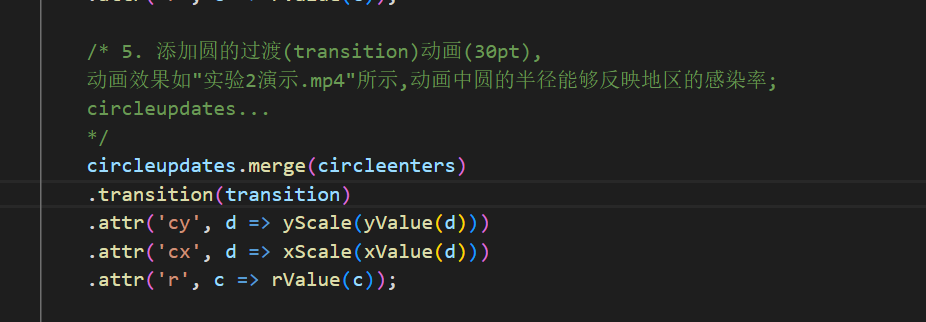 /* 5. 添加圆的过渡(transition)动画(30pt),
动画效果如"实验2演示.mp4"所示,动画中圆的半径能够反映地区的感染率;
circleupdates...
*/
circleupdates.merge(circleenters)
.transition(transition)
.attr('cy', d => yScale(yValue(d)))
.attr('cx', d => xScale(xValue(d)))
.attr('r', c => rValue(c));